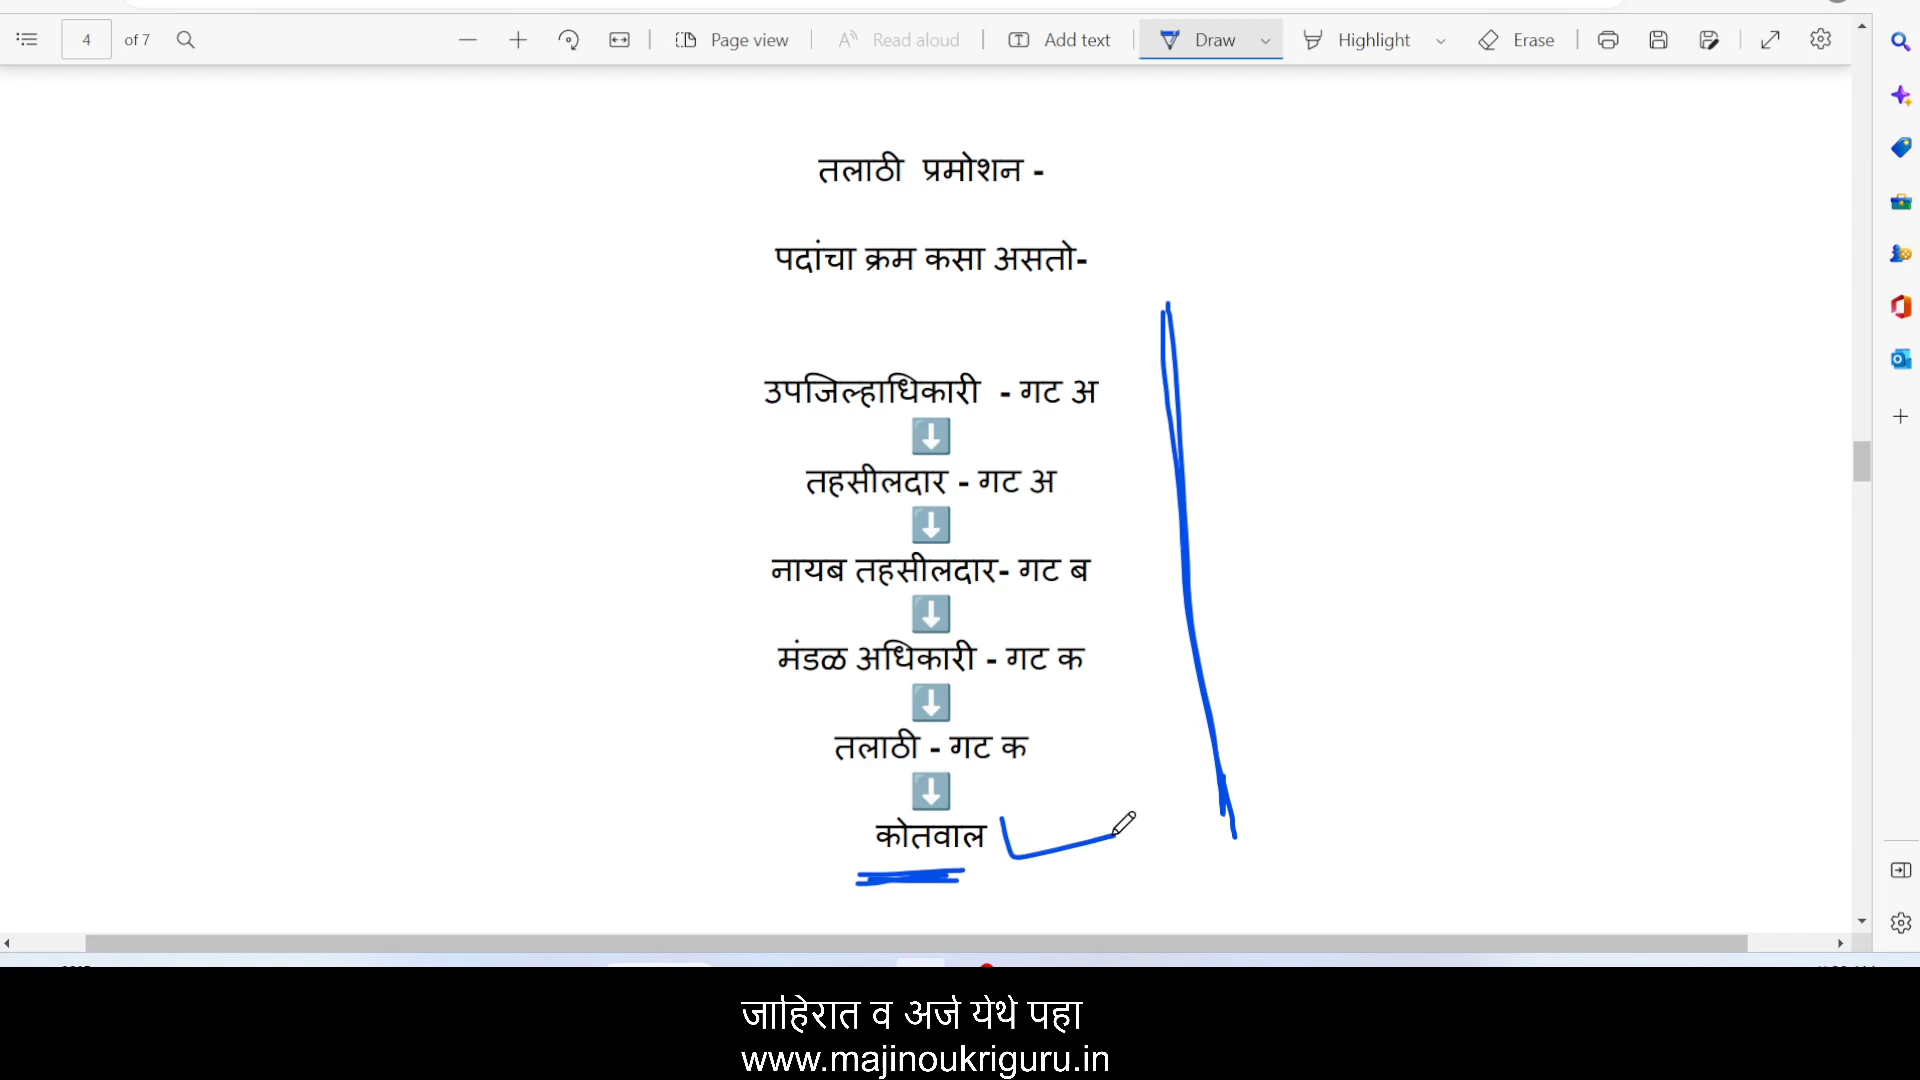 4 of 7 Page view Read aloud Add text Draw Highlight Erase
तलाठी प्रमोशन -
पदांचा क्रम कसा असतो-
उपजिल्हाधिकारी - गट अ
तहसीलदार - गट अ
नायब तहसीलदार- गट ब
मंडळ अधिकारी - गट क
तलाठी - गट क
कोतवाल
जाहिरात व अर्ज येथे पहा
www.majinoukriguru.in